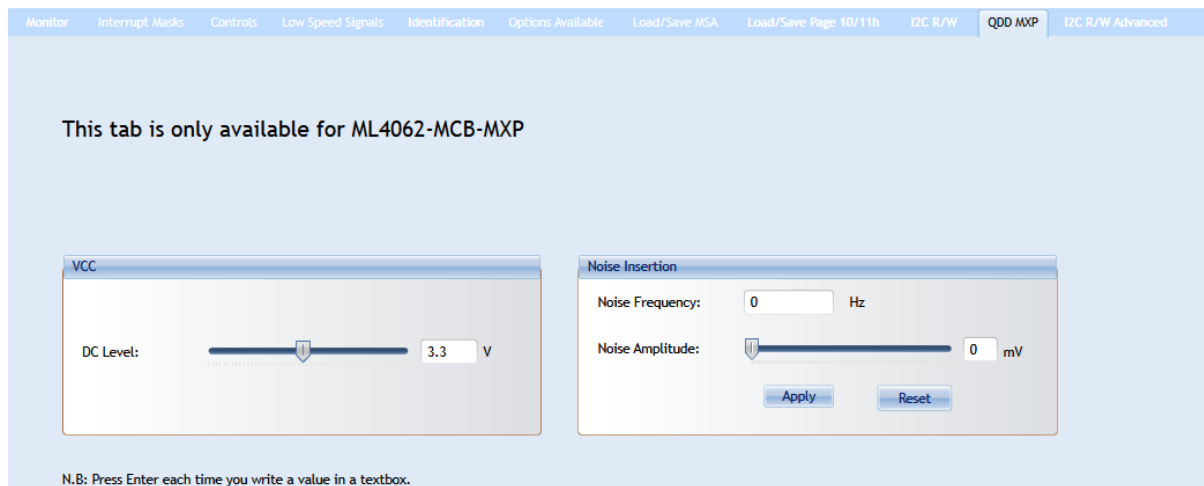 Monitor Interrupt Masks Controls Low Speed Signals Identification Options Available Load/Save MSA Load/Save Page 10/11h I2C R/W QDD MXP I2C R/W Advanced
This tab is only available for ML4062-MCB-MXP
VCC
DC Level: 3.3 V
Noise Insertion
Noise Frequency: 0 Hz
Noise Amplitude: 0 mV
Apply Reset
N.B: Press Enter each time you write a value in a textbox.